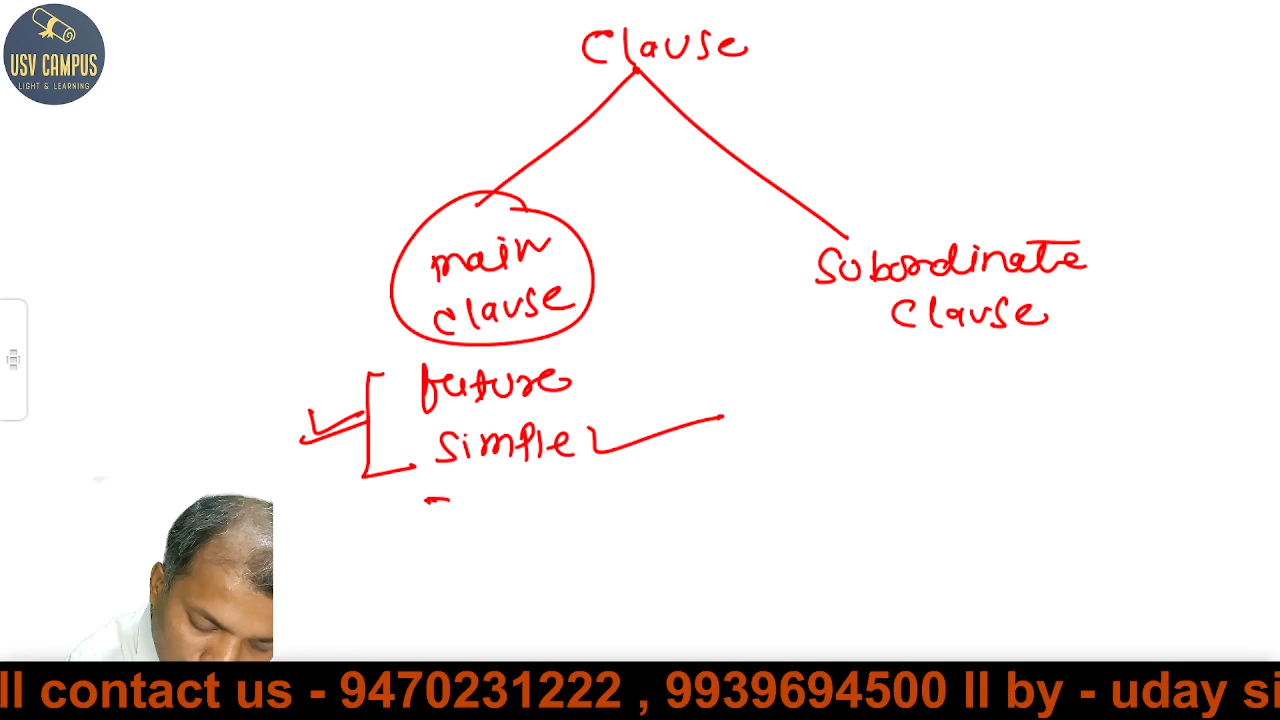 USV CAMPUS
LIGHT & LEARNING
Clause
main
clause
Subordinate
Clause
future
simple
ll contact us - 9470231222 , 9939694500 ll by - uday si